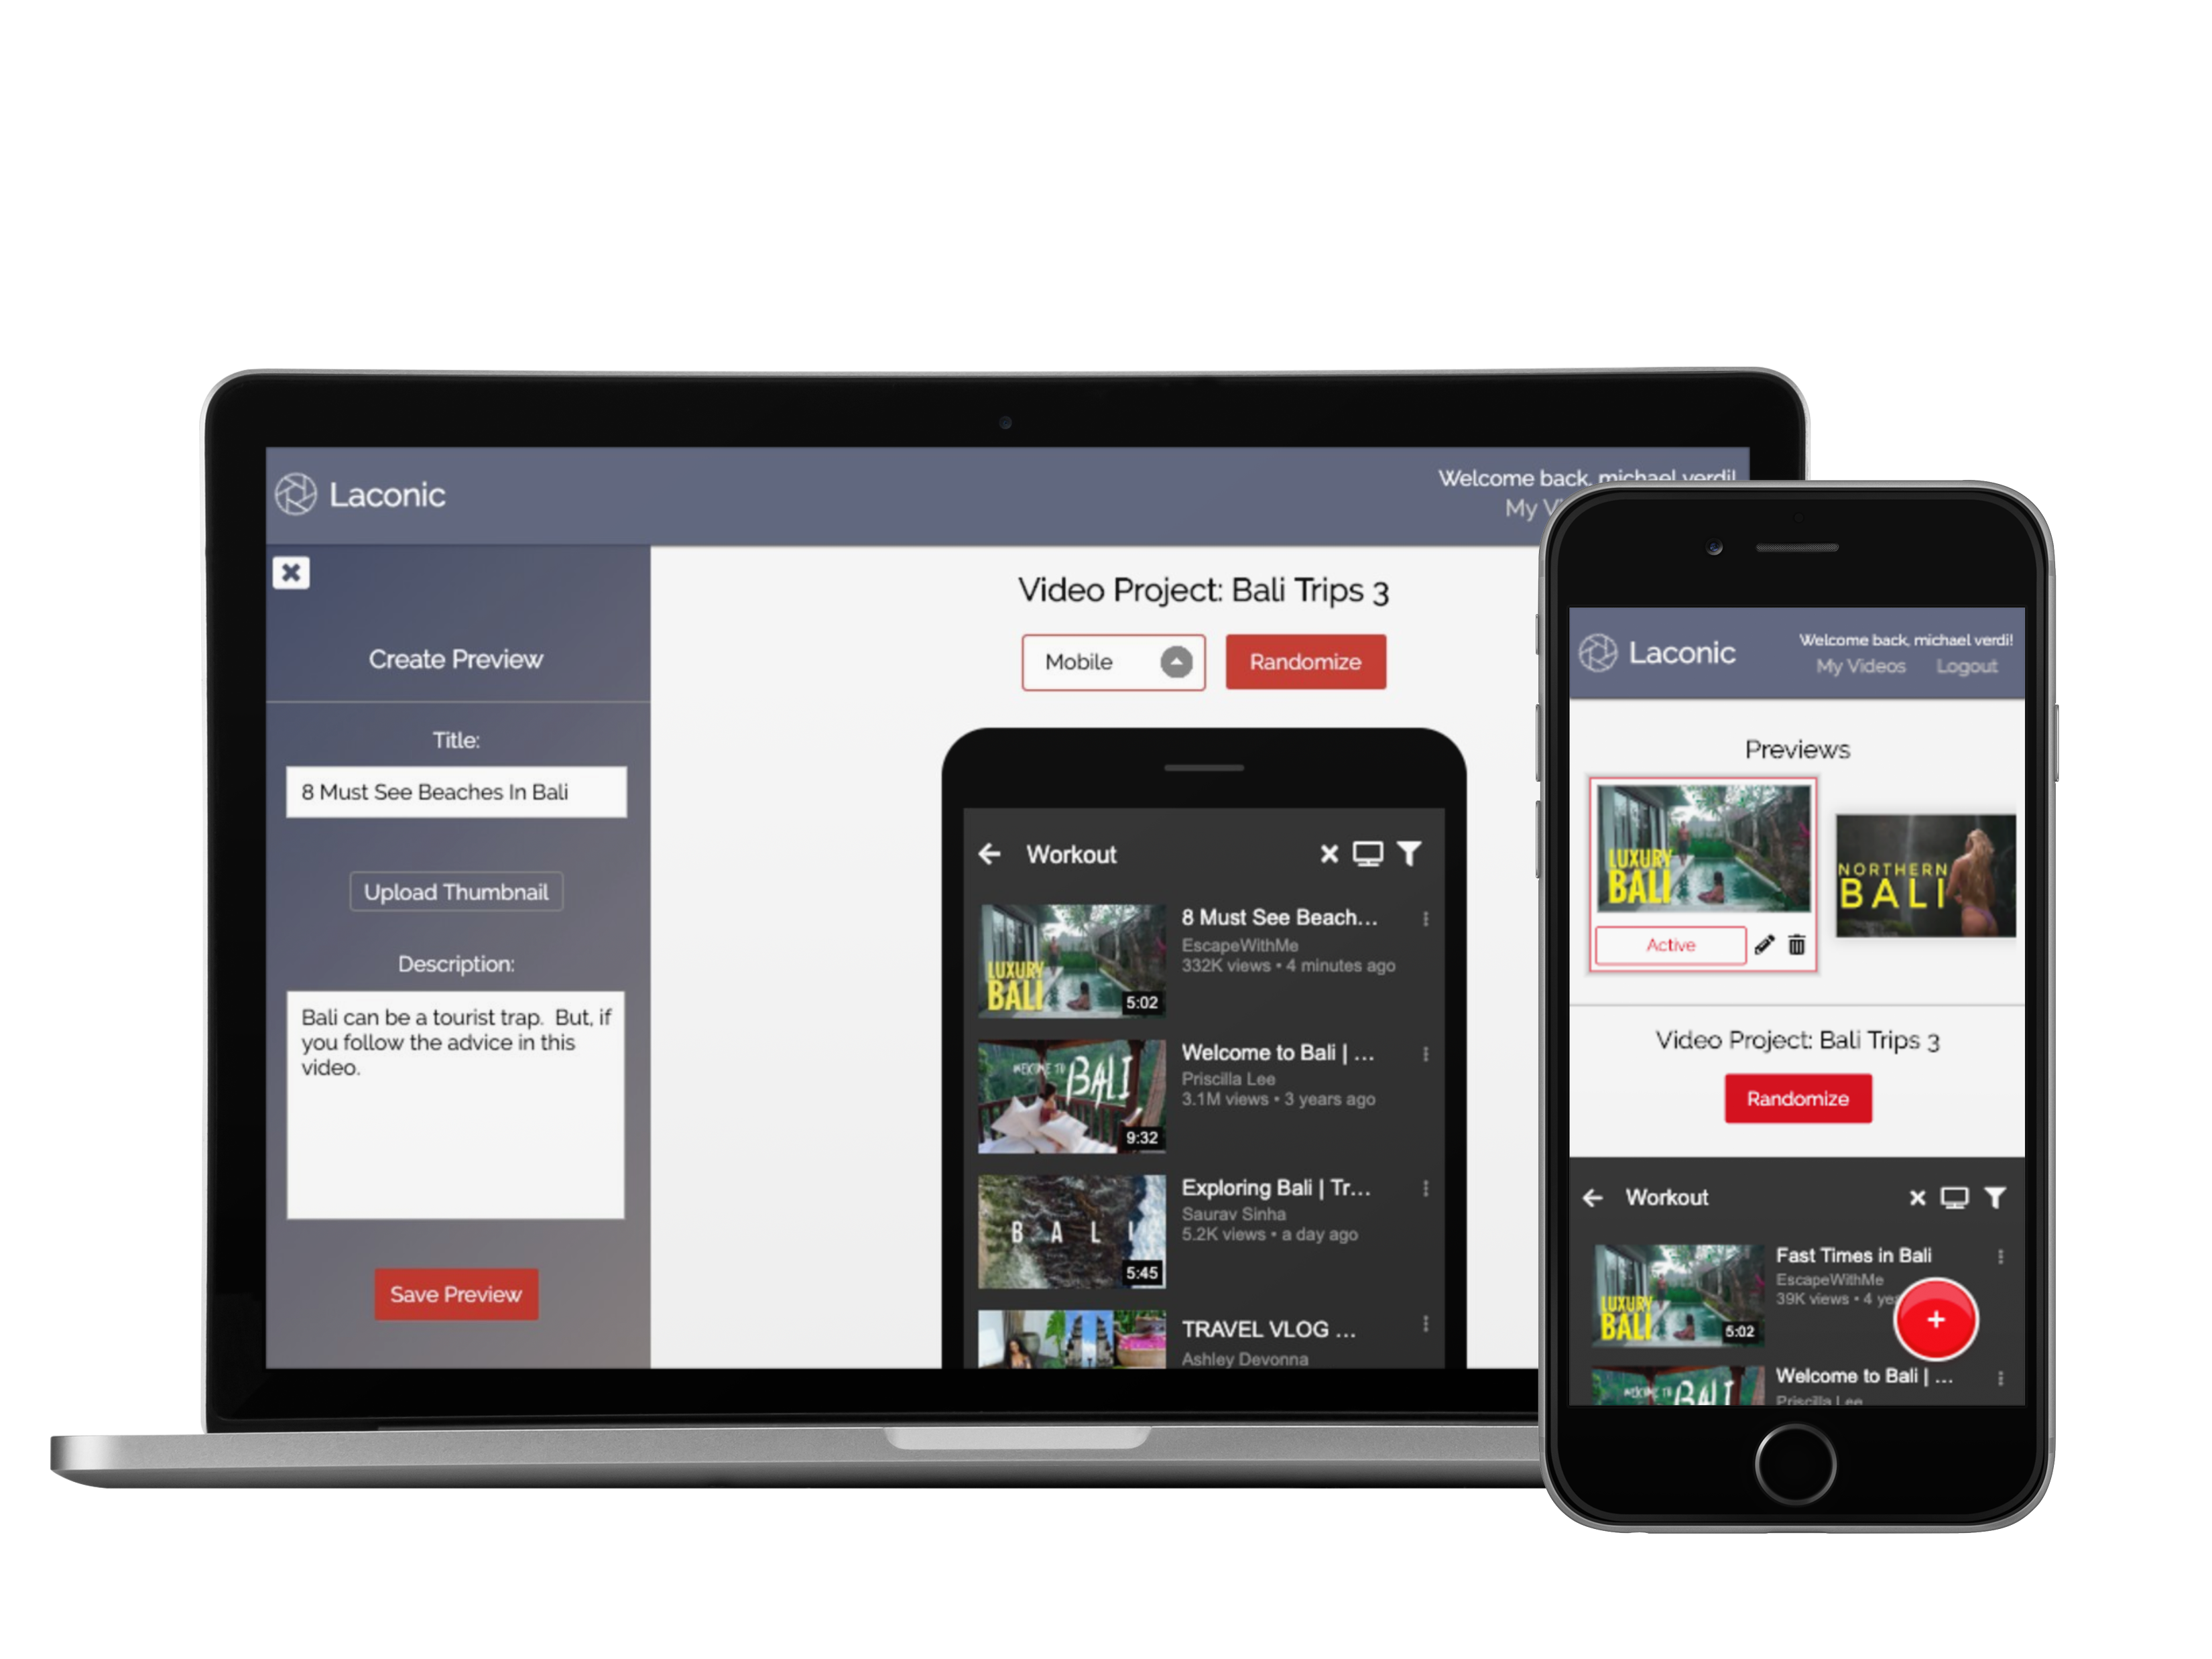 Laconic
Welcome back, michael verdi!
My Vi
Create Preview
Title:
8 Must See Beaches In Bali
Upload Thumbnail
Description:
Bali can be a tourist trap.  But, if
you follow the advice in this
video.
Save Preview
Video Project: Bali Trips 3
Mobile
Randomize
Workout
LUXURY
BALI
5:02
8 Must See Beach...
EscapeWithMe
332K views • 4 minutes ago
WELCOME TO
BALI
9:32
Welcome to Bali | ...
Priscilla Lee
3.1M views • 3 years ago
B A L I
5:45
Exploring Bali | Tr...
Saurav Sinha
5.2K views • a day ago
TRAVEL VLOG ...
Ashley Devonna
Laconic
Welcome back, michael verdi!
My Videos
Logout
Previews
LUXURY
BALI
Active
NORTHERN
BALI
Video Project: Bali Trips 3
Randomize
Workout
LUXURY
BALI
5:02
Fast Times in Bali
EscapeWithMe
39K views • 4 yea
WELCOME TO
BALI
Welcome to Bali | ...
Priscilla Lee